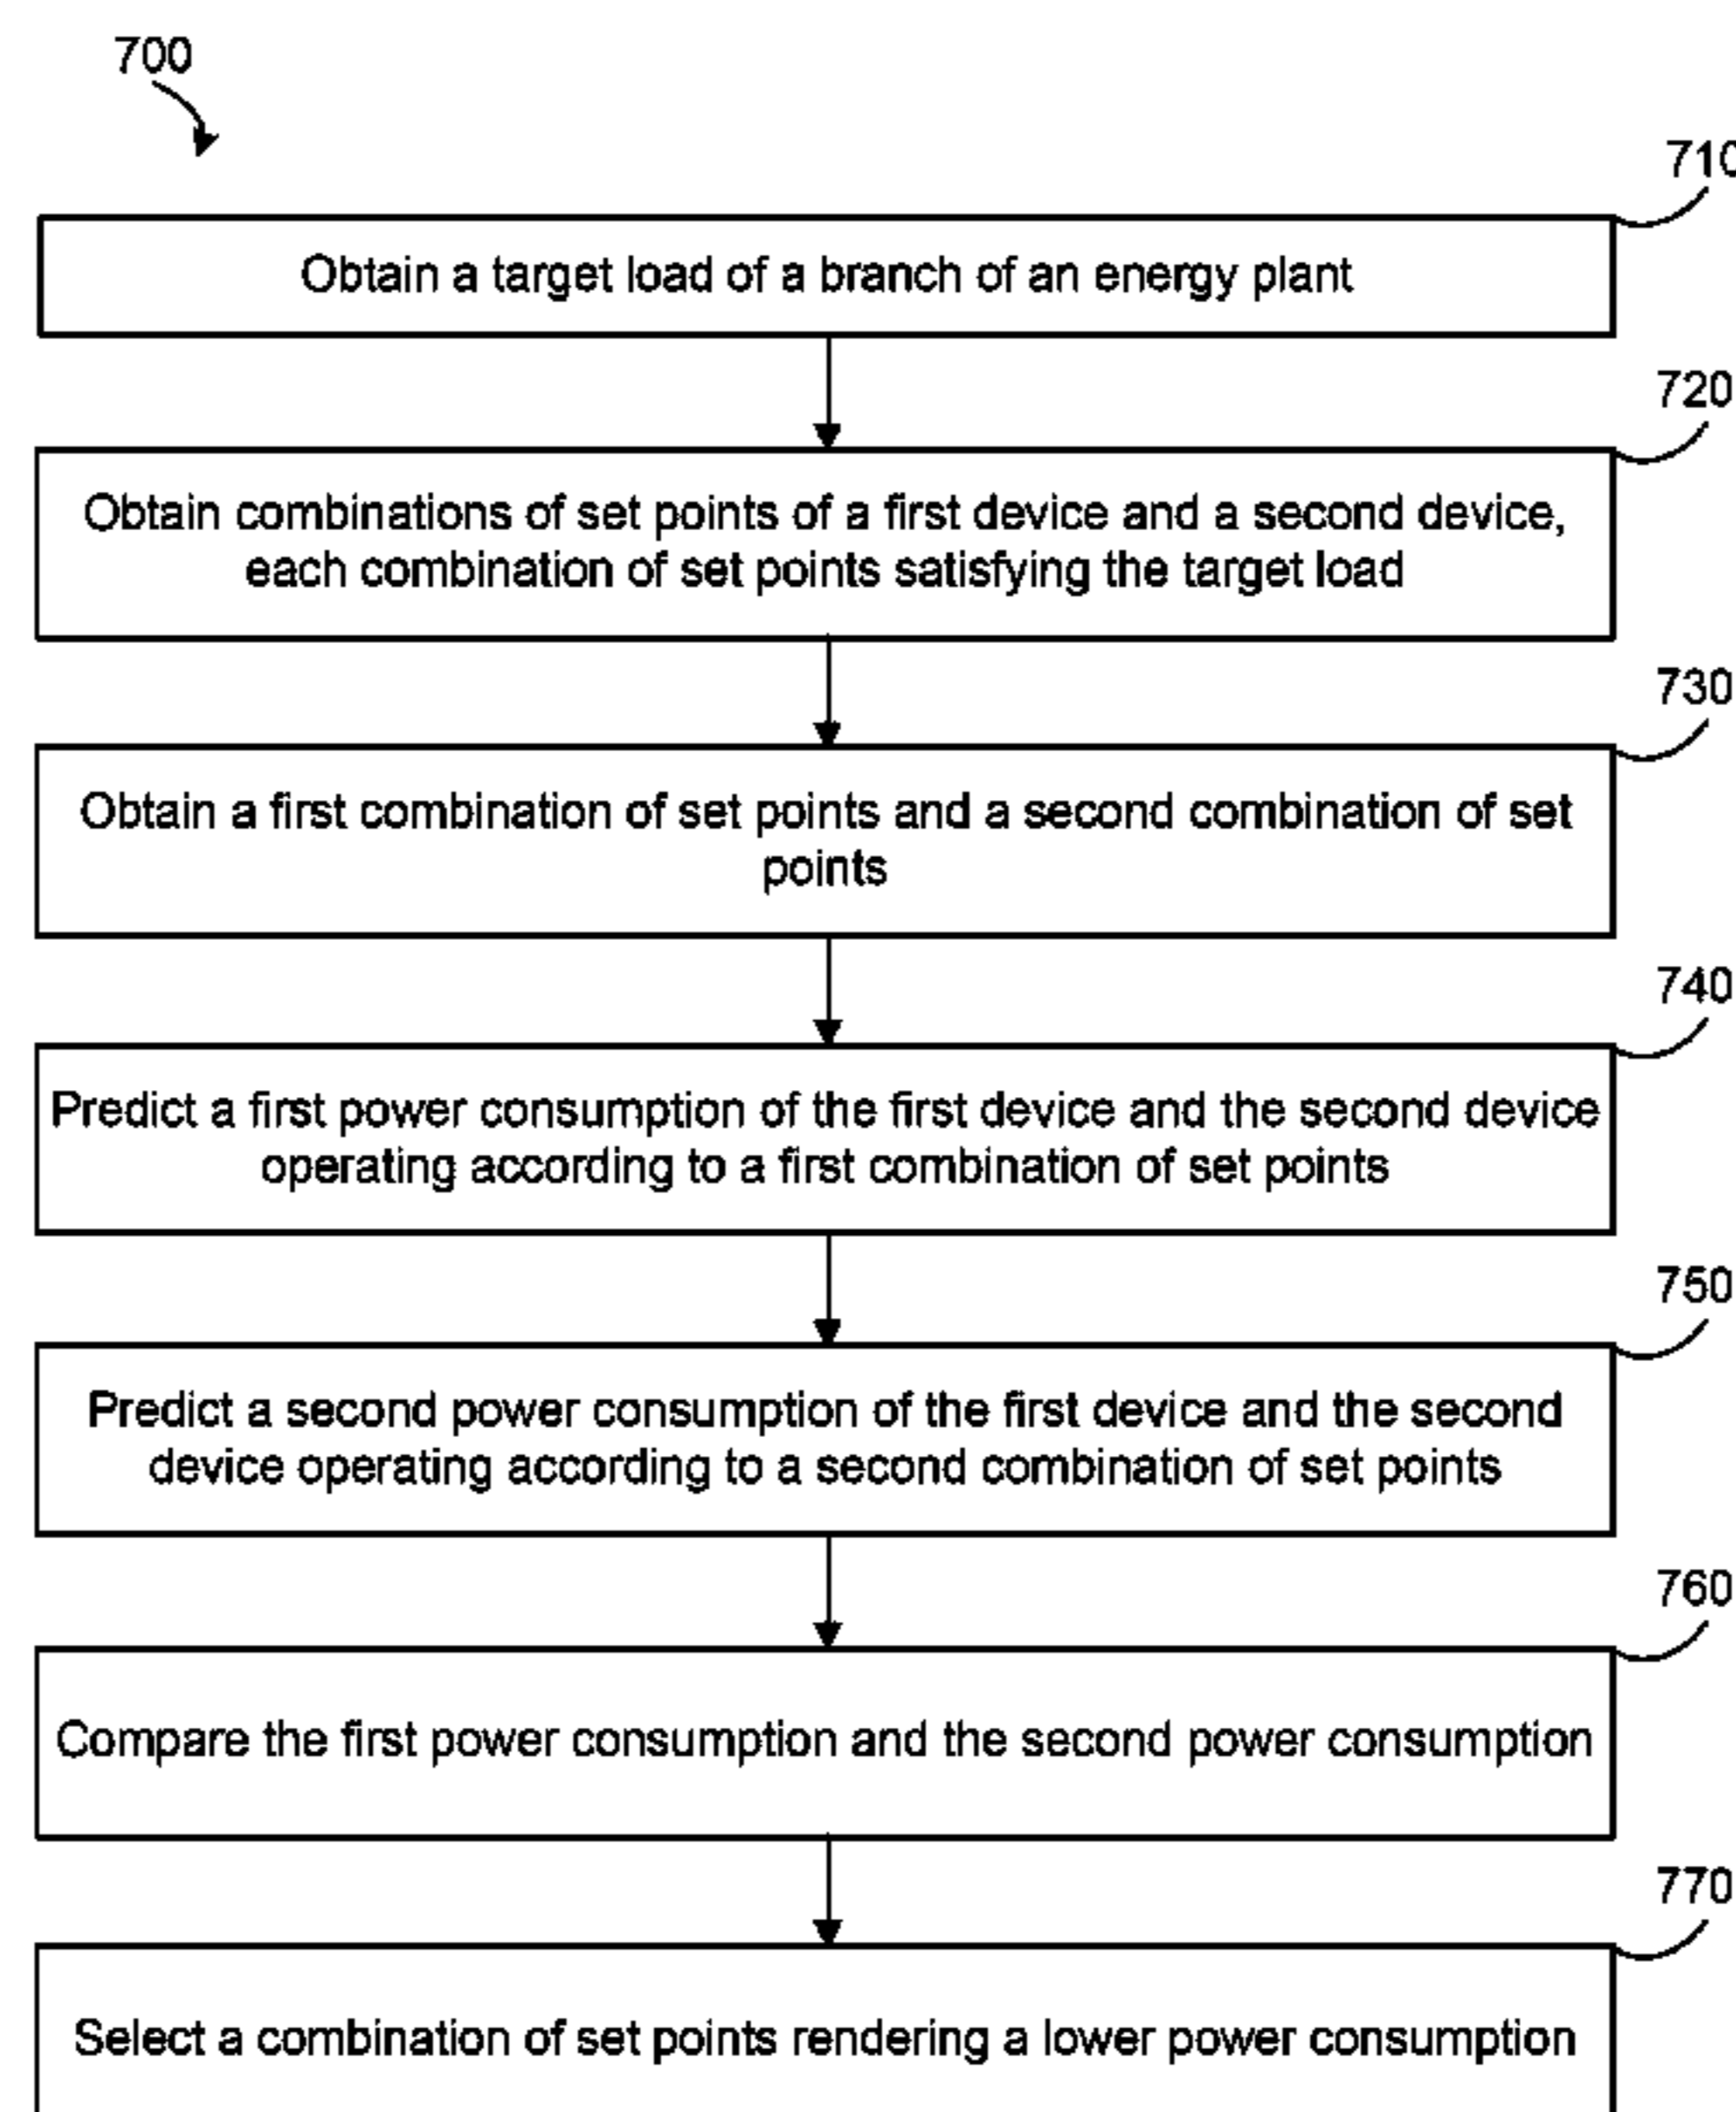 700
710
Obtain a target load of a branch of an energy plant
720
Obtain combinations of set points of a first device and a second device,
each combination of set points satisfying the target load
730
Obtain a first combination of set points and a second combination of set
points
740
Predict a first power consumption of the first device and the second device
operating according to a first combination of set points
750
Predict a second power consumption of the first device and the second
device operating according to a second combination of set points
760
Compare the first power consumption and the second power consumption
770
Select a combination of set points rendering a lower power consumption